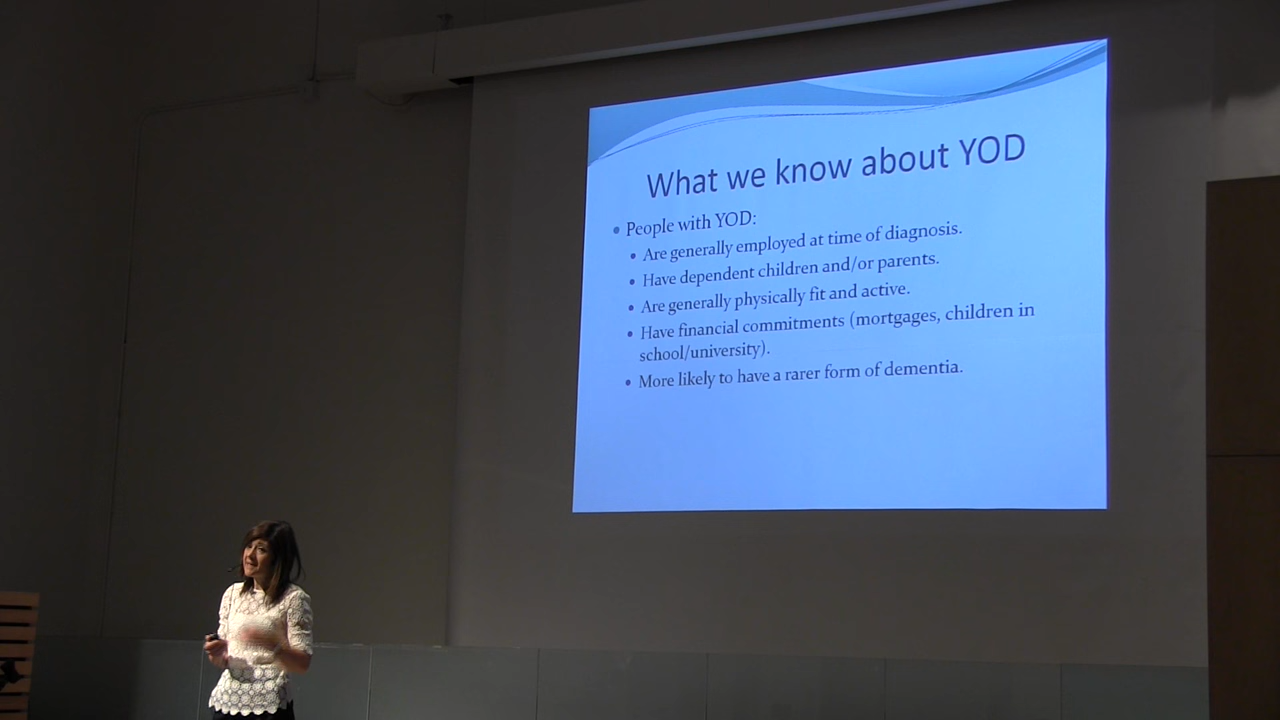 What we know about YOD
• People with YOD:
• Are generally employed at time of diagnosis.
• Have dependent children and/or parents.
• Are generally physically fit and active.
• Have financial commitments (mortgages, children in
school/university).
• More likely to have a rarer form of dementia.